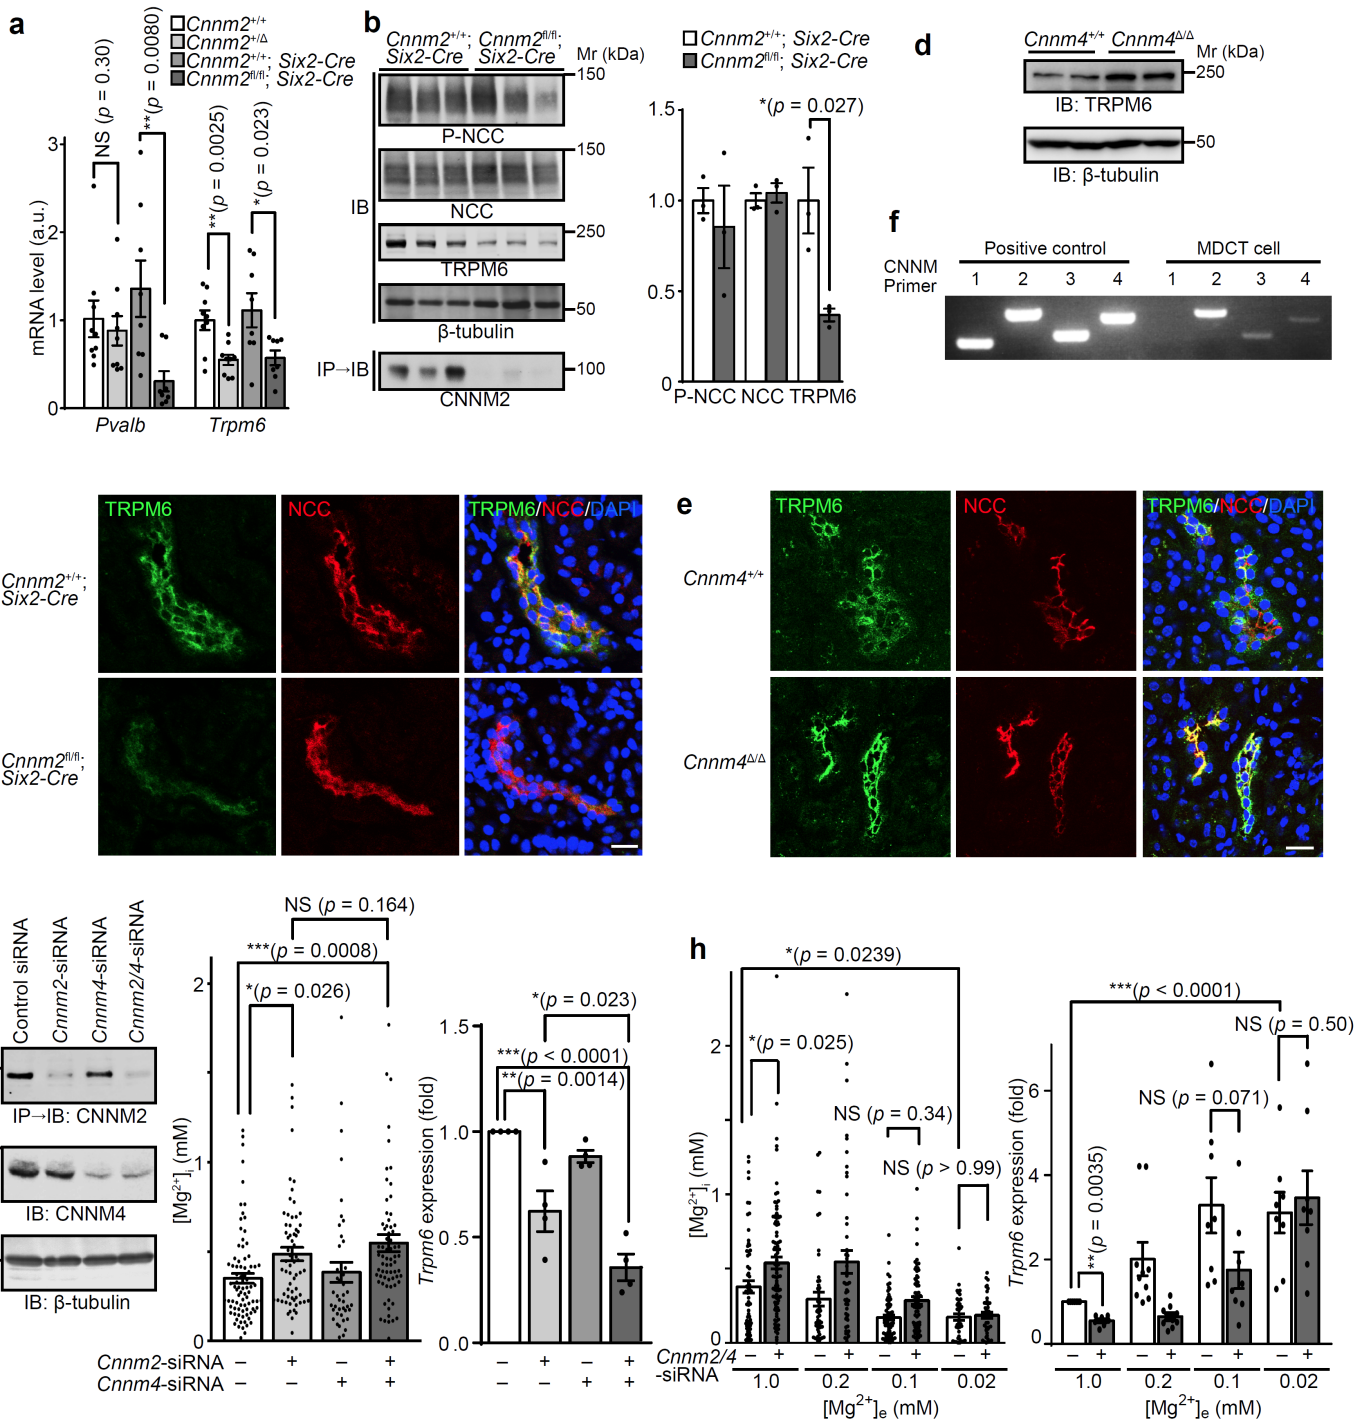 a
Cnnm2+/+
Cnnm2+/Δ
Cnnm2+/+; Six2-Cre
Cnnm2fl/fl; Six2-Cre
NS (p = 0.30)
**(p = 0.0080)
**(p = 0.0025)
*(p = 0.023)
mRNA level (a.u.)
3
2
1
0
Pvalb Trpm6
b
Cnnm2+/+; Cnnm2fl/fl;
Six2-Cre Six2-Cre
Mr (kDa)
150
P-NCC
150
NCC
IB
250
TRPM6
50
β-tubulin
IP→IB
100
CNNM2
Cnnm2+/+; Six2-Cre
Cnnm2fl/fl; Six2-Cre
*(p = 0.027)
1.5
1.0
0.5
0
P-NCC NCC TRPM6
d
Cnnm4+/+ Cnnm4Δ/Δ
Mr (kDa)
250
IB: TRPM6
50
IB: β-tubulin
f
Positive control MDCT cell
CNNM
Primer
1 2 3 4 1 2 3 4
TRPM6 NCC TRPM6/NCC/DAPI
Cnnm2+/+;
Six2-Cre
Cnnm2fl/fl;
Six2-Cre
e
TRPM6 NCC TRPM6/NCC/DAPI
Cnnm4+/+
Cnnm4Δ/Δ
Control siRNA
Cnnm2-siRNA
Cnnm4-siRNA
Cnnm2/4-siRNA
IP→IB: CNNM2
IB: CNNM4
IB: β-tubulin
NS (p = 0.164)
***(p = 0.0008)
*(p = 0.026)
[Mg2+]i (mM)
2
1
0
*(p = 0.023)
***(p < 0.0001)
**(p = 0.0014)
Trpm6 expression (fold)
1.5
1.0
0.5
0.0
Cnnm2-siRNA − + − + − + − +
Cnnm4-siRNA − − + + − − + +
h
*(p = 0.0239)
*(p = 0.025)
NS (p = 0.34)
NS (p > 0.99)
[Mg2+]i (mM)
2
1
0
Cnnm2/4
-siRNA
− + − + − + − +
1.0 0.2 0.1 0.02
[Mg2+]e (mM)
***(p < 0.0001)
NS (p = 0.50)
NS (p = 0.071)
**(p = 0.0035)
Trpm6 expression (fold)
6
4
2
0
− + − + − + − +
1.0 0.2 0.1 0.02
[Mg2+]e (mM)